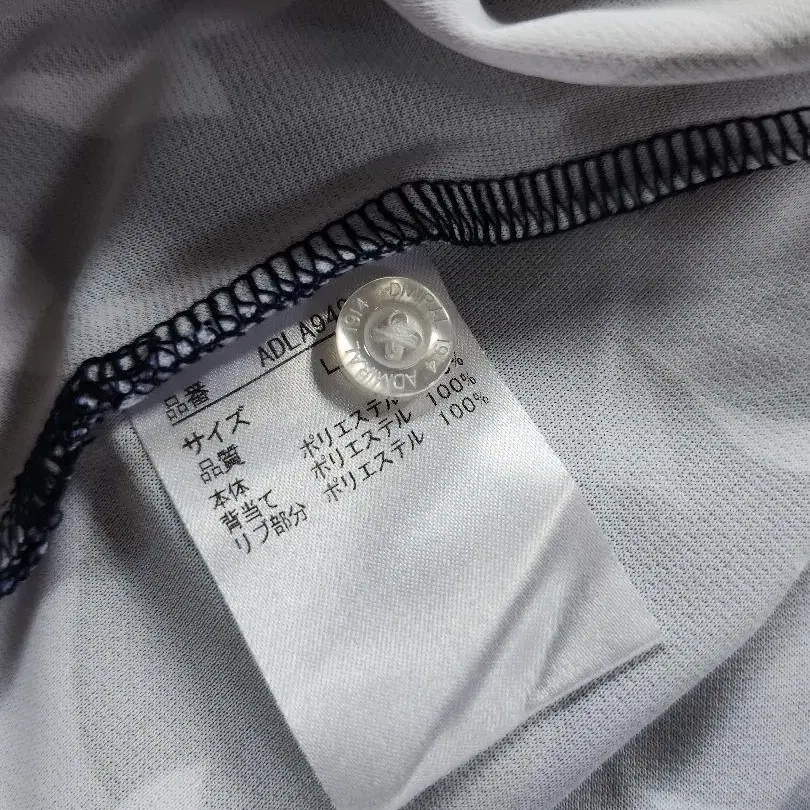 品番 ADLA94
サイズ L
品質
本体 ポリエステル 100%
背当て ポリエステル 100%
リブ部分 ポリエステル 100%
ADMIRAL 1914 ADMIRAL 1914